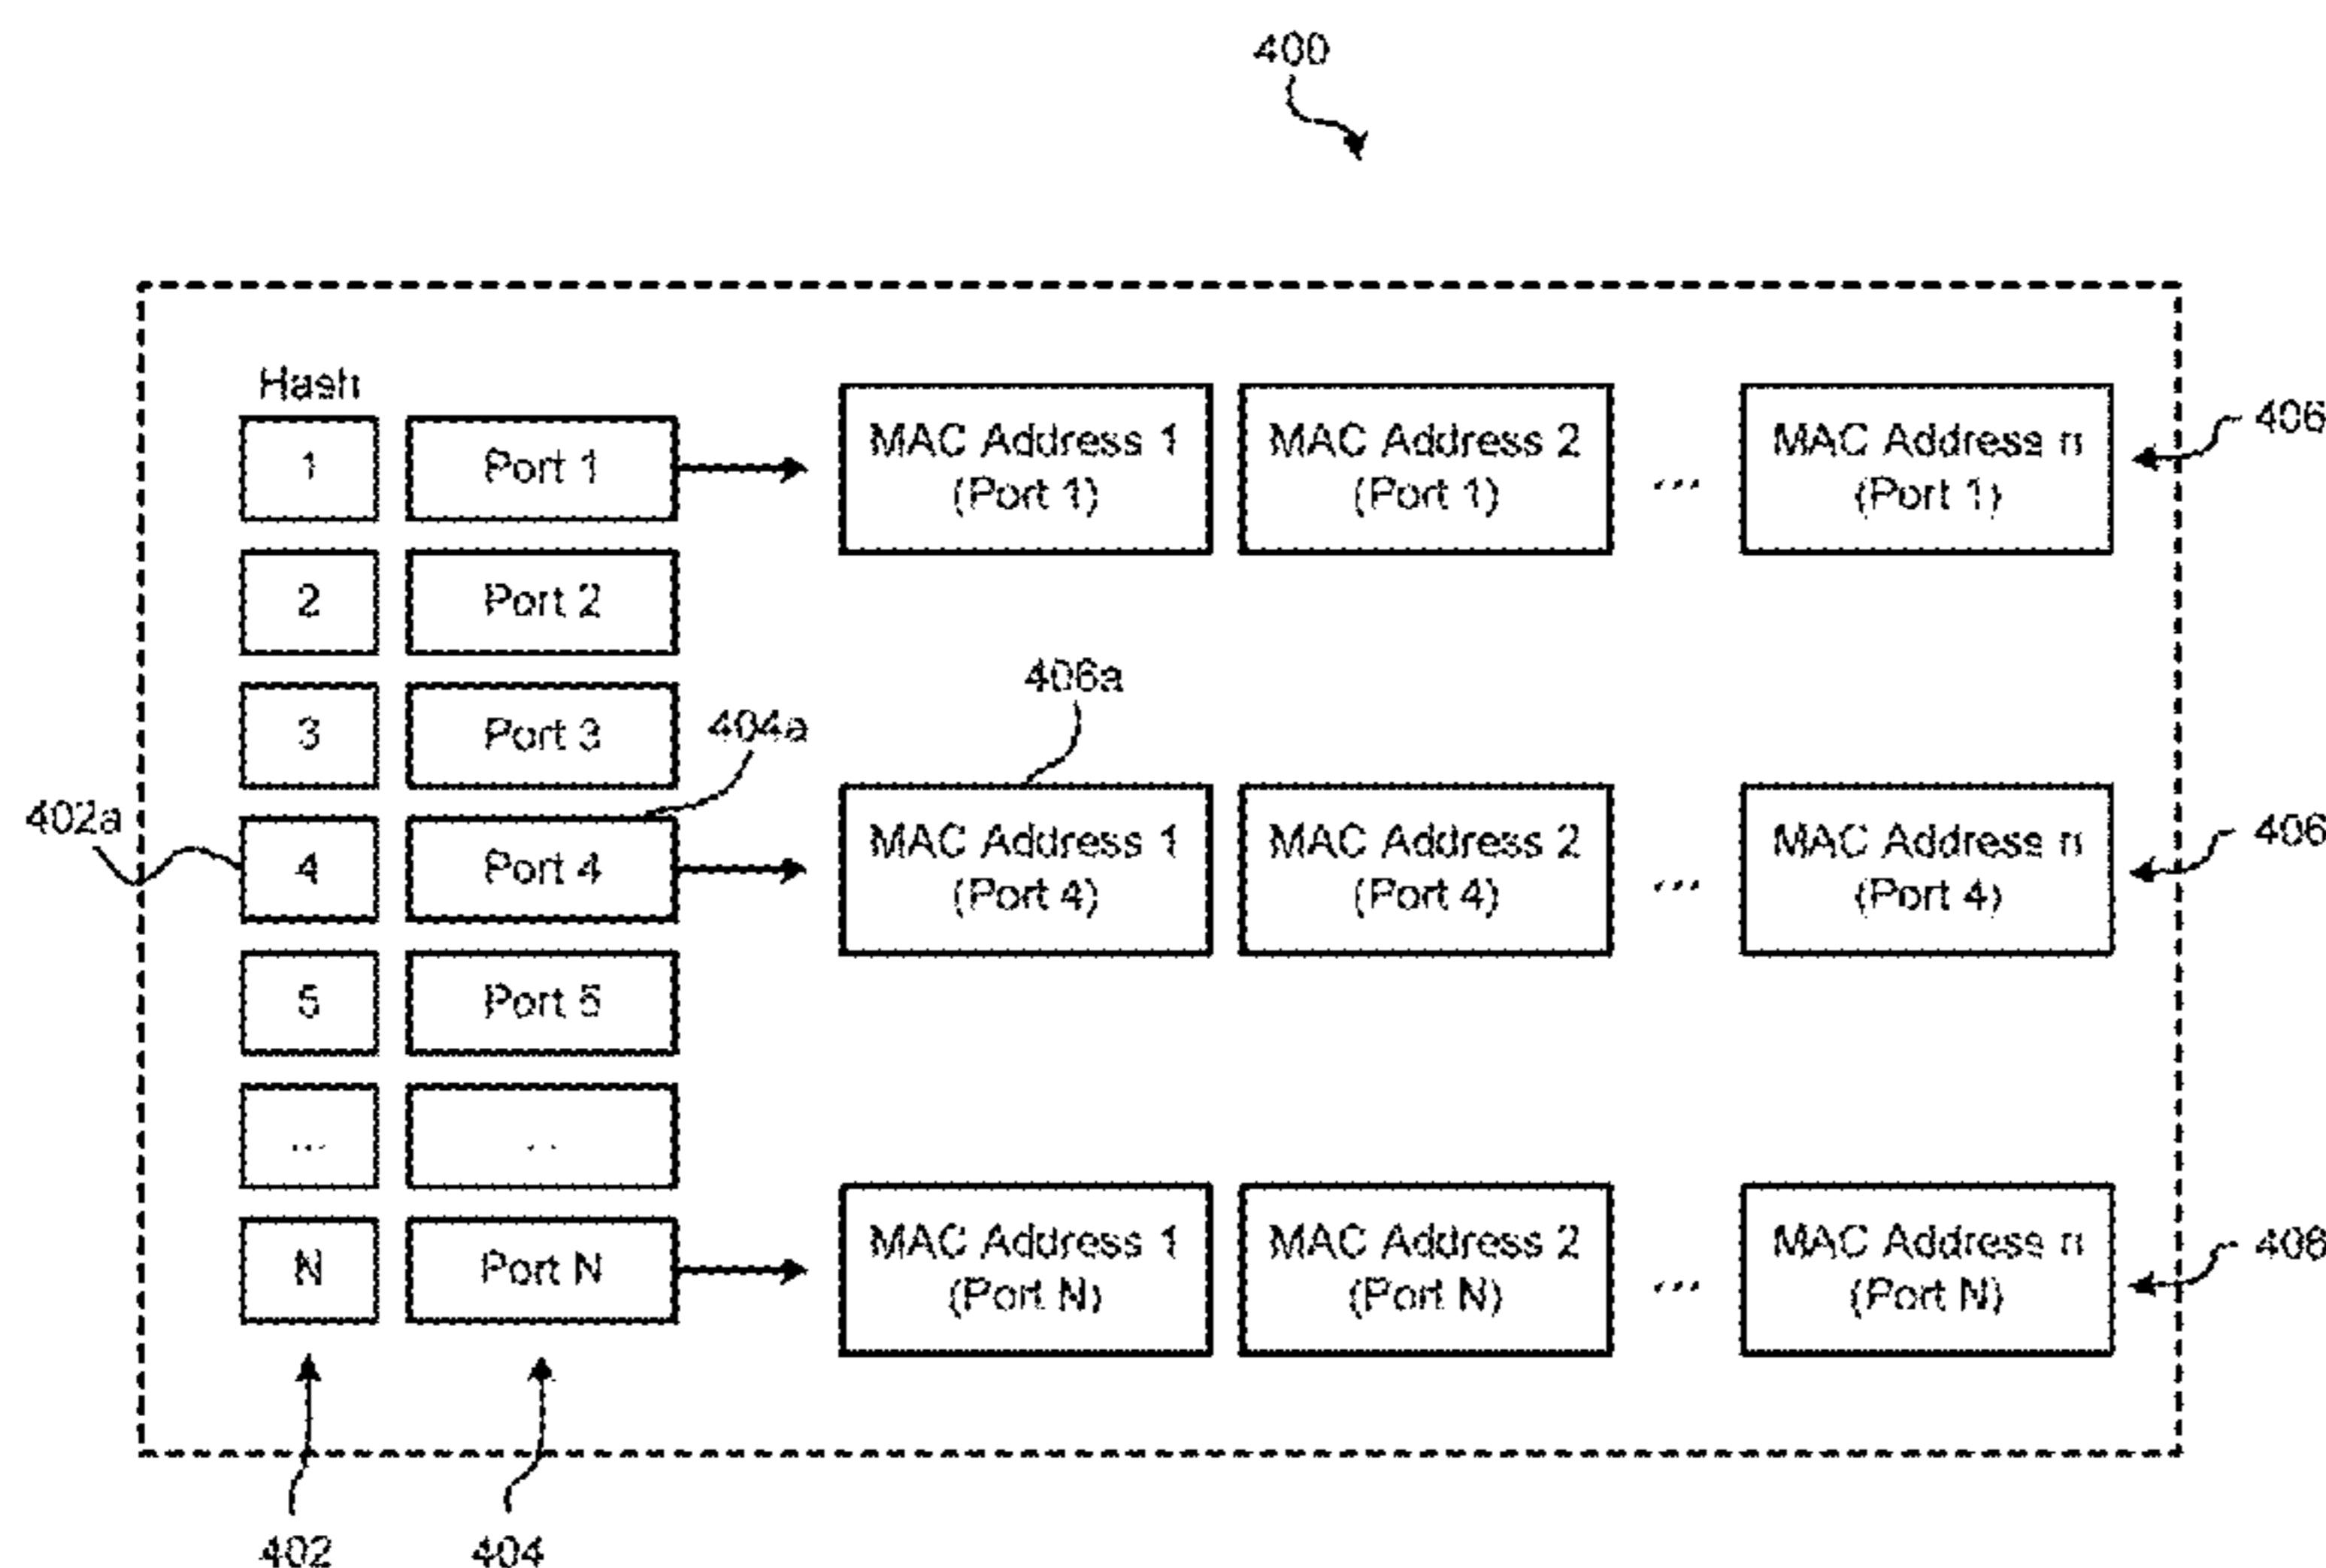 400
Hash
1 Port 1 MAC Address 1 MAC Address 2 MAC Address n 406
(Port 1) (Port 1) ... (Port 1)
2 Port 2
406a
3 Port 3 404a
402a 4 Port 4 MAC Address 1 MAC Address 2 MAC Address n 406
(Port 4) (Port 4) ... (Port 4)
5 Port 5
... ...
N Port N MAC Address 1 MAC Address 2 MAC Address n 406
(Port N) (Port N) ... (Port N)
402 404